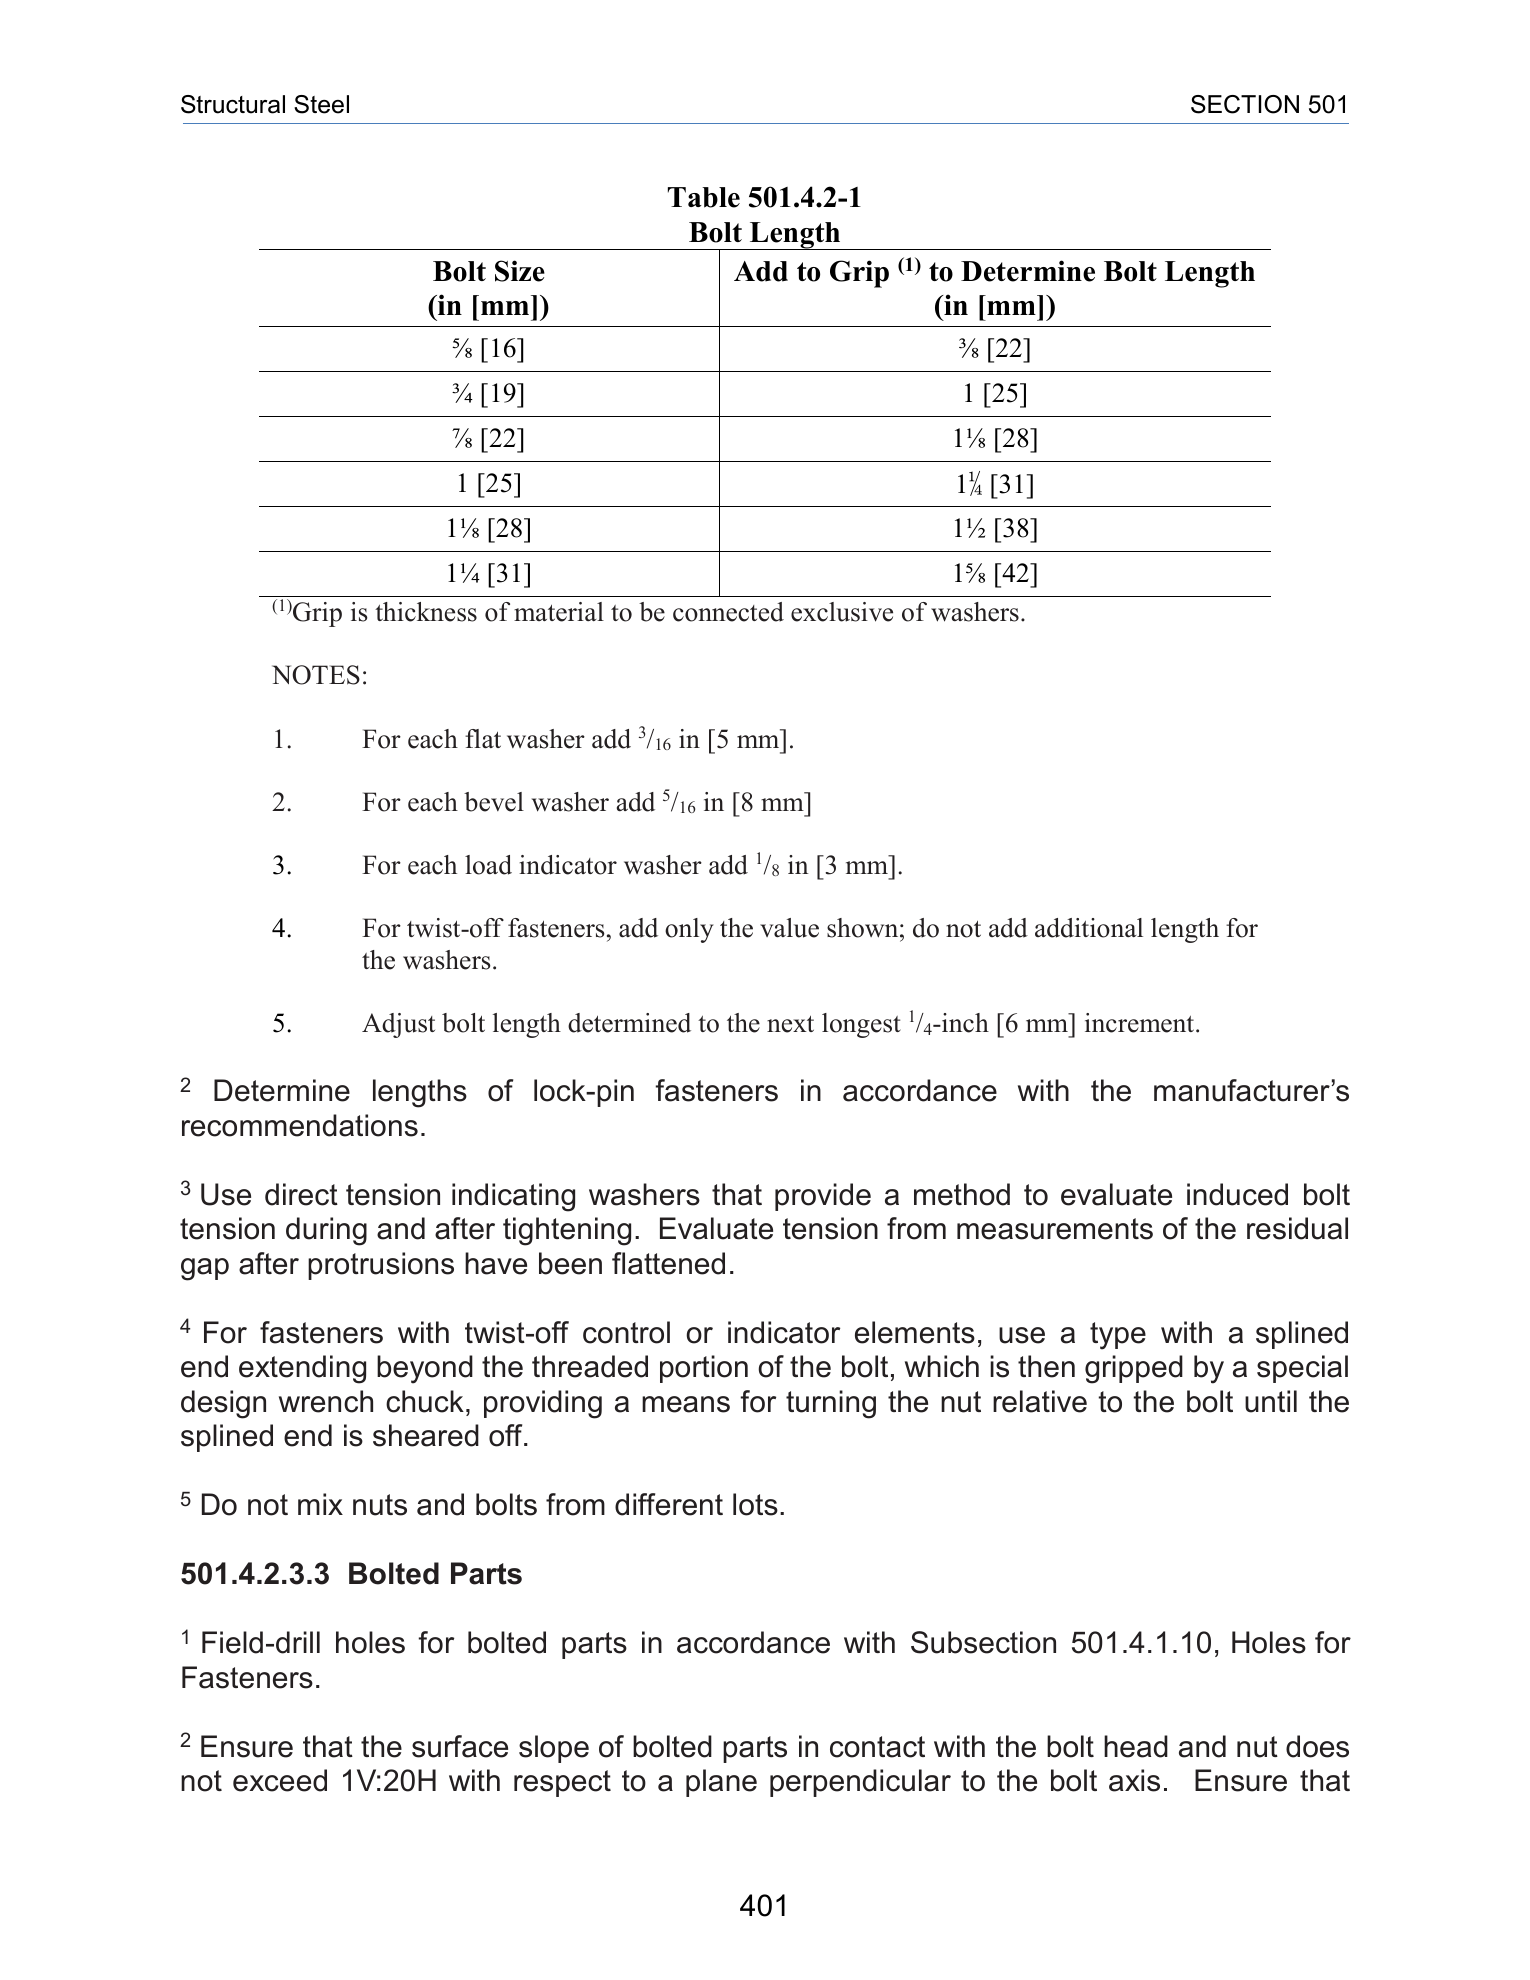 Structural Steel SECTION 501
Table 501.4.2-1
Bolt Length
Bolt Size Add to Grip (1) to Determine Bolt Length
(in [mm]) (in [mm])
⅝ [16] ⅜ [22]
¾ [19] 1 [25]
⅞ [22] 1⅛ [28]
1 [25] 1¼ [31]
1⅛ [28] 1½ [38]
1¼ [31] 1⅝ [42]
(1)Grip is thickness of material to be connected exclusive of washers.
NOTES:
1. For each flat washer add 3/16 in [5 mm].
2. For each bevel washer add 5/16 in [8 mm]
3. For each load indicator washer add 1/8 in [3 mm].
4. For twist-off fasteners, add only the value shown; do not add additional length for
the washers.
5. Adjust bolt length determined to the next longest 1/4-inch [6 mm] increment.
2 Determine lengths of lock-pin fasteners in accordance with the manufacturer’s
recommendations.
3 Use direct tension indicating washers that provide a method to evaluate induced bolt
tension during and after tightening. Evaluate tension from measurements of the residual
gap after protrusions have been flattened.
4 For fasteners with twist-off control or indicator elements, use a type with a splined
end extending beyond the threaded portion of the bolt, which is then gripped by a special
design wrench chuck, providing a means for turning the nut relative to the bolt until the
splined end is sheared off.
5 Do not mix nuts and bolts from different lots.
501.4.2.3.3 Bolted Parts
1 Field-drill holes for bolted parts in accordance with Subsection 501.4.1.10, Holes for
Fasteners.
2 Ensure that the surface slope of bolted parts in contact with the bolt head and nut does
not exceed 1V:20H with respect to a plane perpendicular to the bolt axis. Ensure that
401